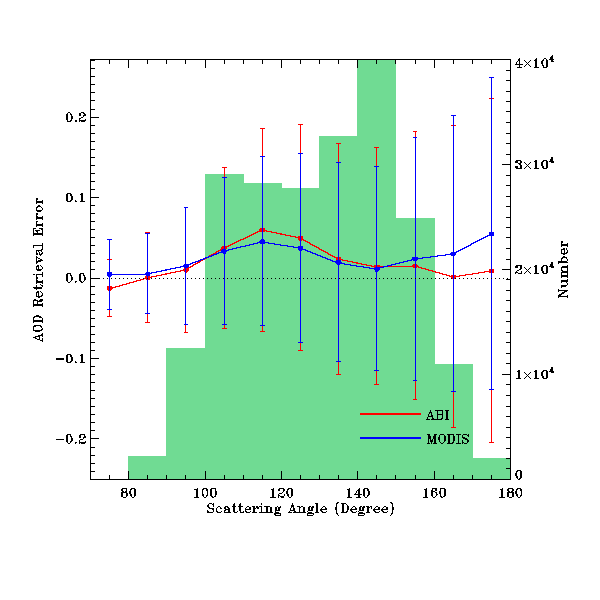 4×10⁴
0.2
3×10⁴
0.1
AOD Retrieval Error
Number
0.0
2×10⁴
-0.1
1×10⁴
ABI
MODIS
-0.2
0
80 100 120 140 160 180
Scattering Angle (Degree)